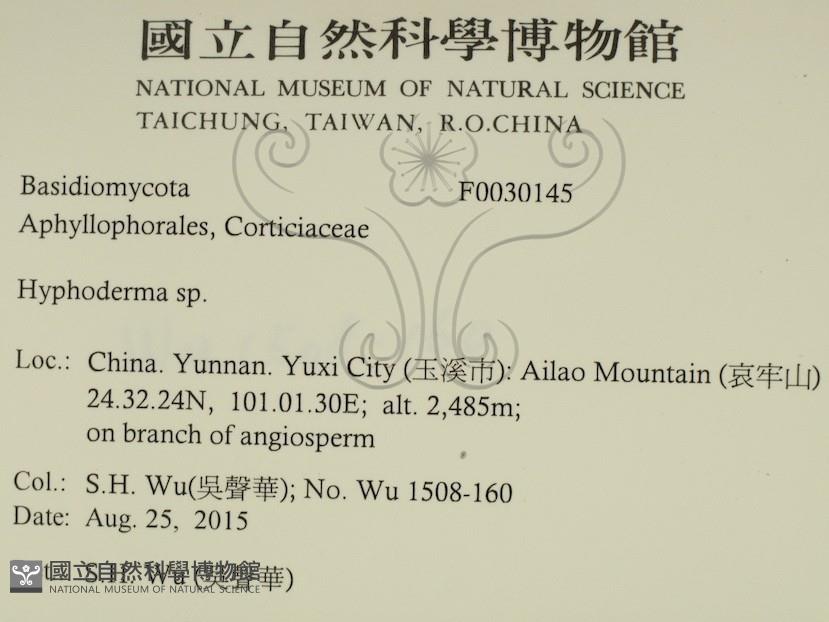 國立自然科學博物館
NATIONAL MUSEUM OF NATURAL SCIENCE
TAICHUNG, TAIWAN, R.O.CHINA
Basidiomycota F0030145
Aphyllophorales, Corticiaceae
Hyphoderma sp.
Loc.: China. Yunnan. Yuxi City (玉溪市): Ailao Mountain (哀牢山)
24.32.24N, 101.01.30E; alt. 2,485m;
on branch of angiosperm
Col.: S.H. Wu(吳聲華); No. Wu 1508-160
Date: Aug. 25, 2015
S.H. Wu (吳聲華)
國立自然科學博物館
NATIONAL MUSEUM OF NATURAL SCIENCE